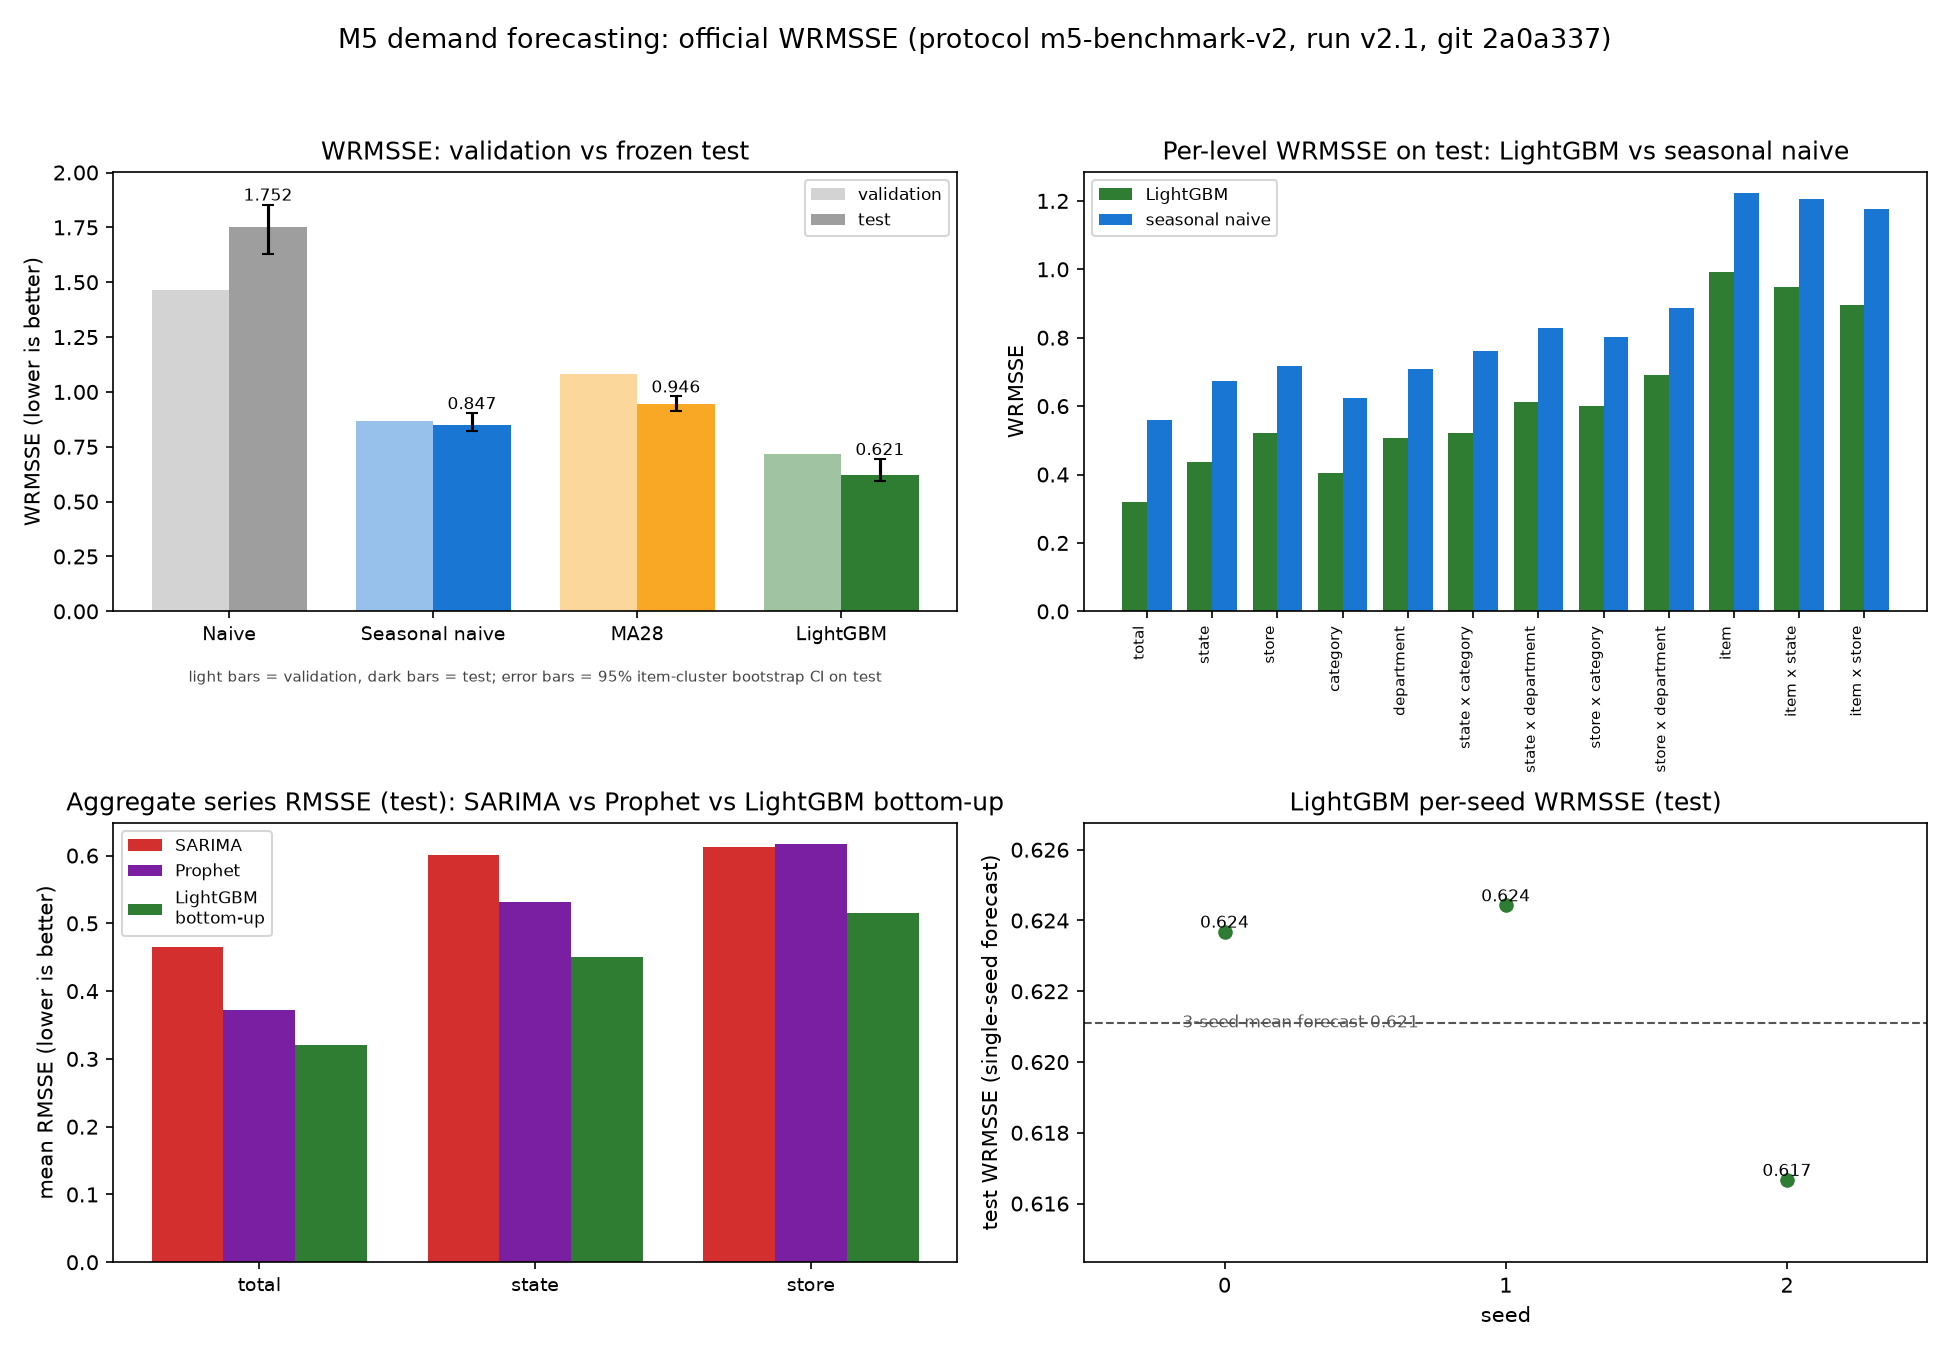 M5 demand forecasting: official WRMSSE (protocol m5-benchmark-v2, run v2.1, git 2a0a337)
WRMSSE: validation vs frozen test
WRMSSE (lower is better)
2.00
1.75
1.50
1.25
1.00
0.75
0.50
0.25
0.00
1.752
0.847
0.946
0.621
validation
test
Naive
Seasonal naive
MA28
LightGBM
light bars = validation, dark bars = test; error bars = 95% item-cluster bootstrap CI on test
Per-level WRMSSE on test: LightGBM vs seasonal naive
WRMSSE
1.2
1.0
0.8
0.6
0.4
0.2
0.0
LightGBM
seasonal naive
total
state
store
category
department
state x category
state x department
store x category
store x department
item
item x state
item x store
Aggregate series RMSSE (test): SARIMA vs Prophet vs LightGBM bottom-up
mean RMSSE (lower is better)
0.6
0.5
0.4
0.3
0.2
0.1
0.0
SARIMA
Prophet
LightGBM
bottom-up
total
state
store
LightGBM per-seed WRMSSE (test)
test WRMSSE (single-seed forecast)
0.626
0.624
0.622
0.620
0.618
0.616
0.624
0.624
3-seed mean forecast 0.621
0.617
0
1
2
seed